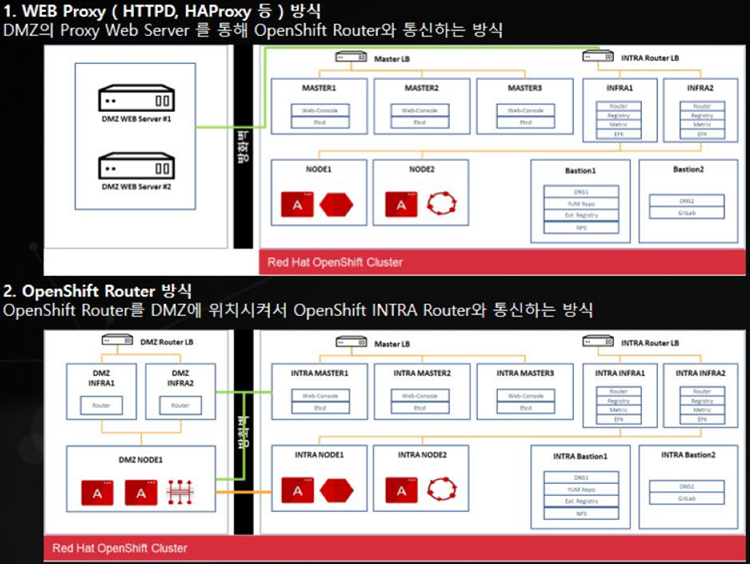 1. WEB Proxy ( HTTPD, HAProxy 등 ) 방식
DMZ의 Proxy Web Server 를 통해 OpenShift Router와 통신하는 방식
Master LB
INTRA Router LB
DMZ WEB Server #1
DMZ WEB Server #2
방화벽
MASTER1
Web-Console
Etcd
MASTER2
Web-Console
Etcd
MASTER3
Web-Console
Etcd
INFRA1
Router
Registry
Metric
EFK
INFRA2
Router
Registry
Metric
EFK
NODE1
A
NODE2
A
Bastion1
DNS1
YUM Repo
Ext. Registry
NFS
Bastion2
DNS2
GitLab
Red Hat OpenShift Cluster
2. OpenShift Router 방식
OpenShift Router를 DMZ에 위치시켜서 OpenShift INTRA Router와 통신하는 방식
DMZ Router LB
Master LB
INTRA Router LB
DMZ INFRA1
Router
DMZ INFRA2
Router
DMZ NODE1
A
A
방화벽
INTRA MASTER1
Web-Console
Etcd
INTRA MASTER2
Web-Console
Etcd
INTRA MASTER3
Web-Console
Etcd
INTRA INFRA1
Router
Registry
Metric
EFK
INTRA INFRA2
Router
Registry
Metric
EFK
INTRA NODE1
A
INTRA NODE2
A
INTRA Bastion1
DNS1
YUM Repo
Ext. Registry
NFS
INTRA Bastion2
DNS2
GitLab
Red Hat OpenShift Cluster